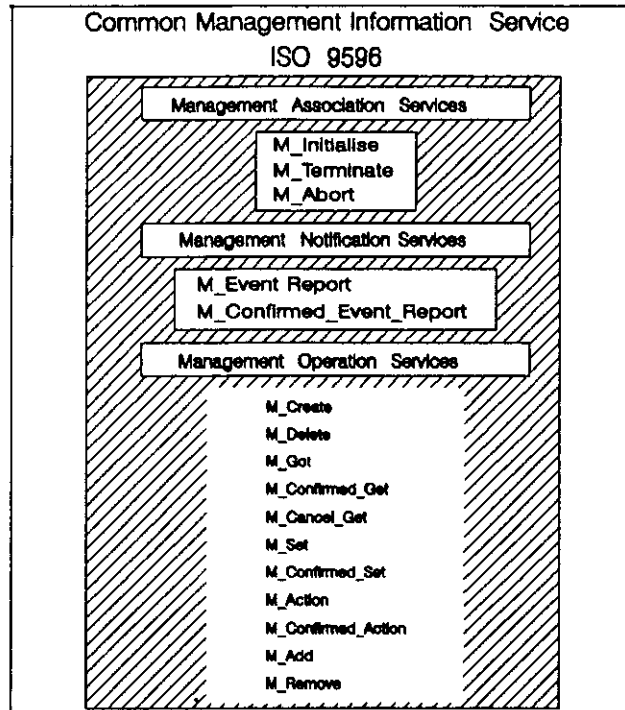 Common Management Information Service
ISO 9596
Management Association Services
M_Initialise
M_Terminate
M_Abort
Management Notification Services
M_Event Report
M_Confirmed_Event_Report
Management Operation Services
M_Create
M_Delete
M_Got
M_Confirmed_Get
M_Cancel_Get
M_Set
M_Confirmed_Set
M_Action
M_Confirmed_Action
M_Add
M_Remove